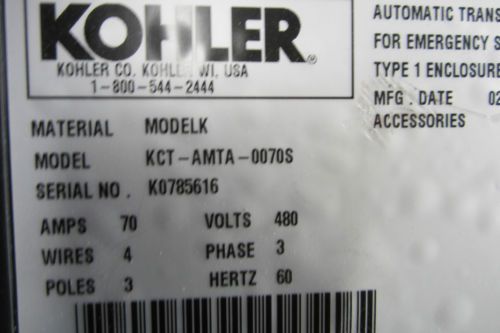 KOHLER®
KOHLER CO. KOHLER WI, USA
1-800-544-2444
AUTOMATIC
FOR EMERGENCY
TYPE 1 ENCLOSURE
MFG. DATE 02
ACCESSORIES
MATERIAL MODELK
MODEL KCT-AMTA-0070S
SERIAL NO. K0785616
AMPS 70 VOLTS 480
WIRES 4 PHASE 3
POLES 3 HERTZ 60